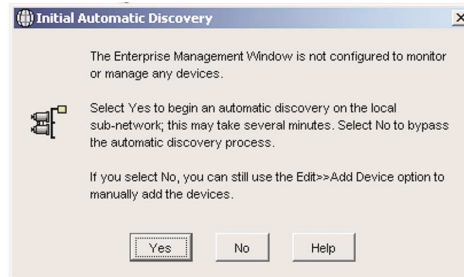 Initial Automatic Discovery
The Enterprise Management Window is not configured to monitor
or manage any devices.
Select Yes to begin an automatic discovery on the local
sub-network; this may take several minutes. Select No to bypass
the automatic discovery process.
If you select No, you can still use the Edit>>Add Device option to
manually add the devices.
Yes
No
Help